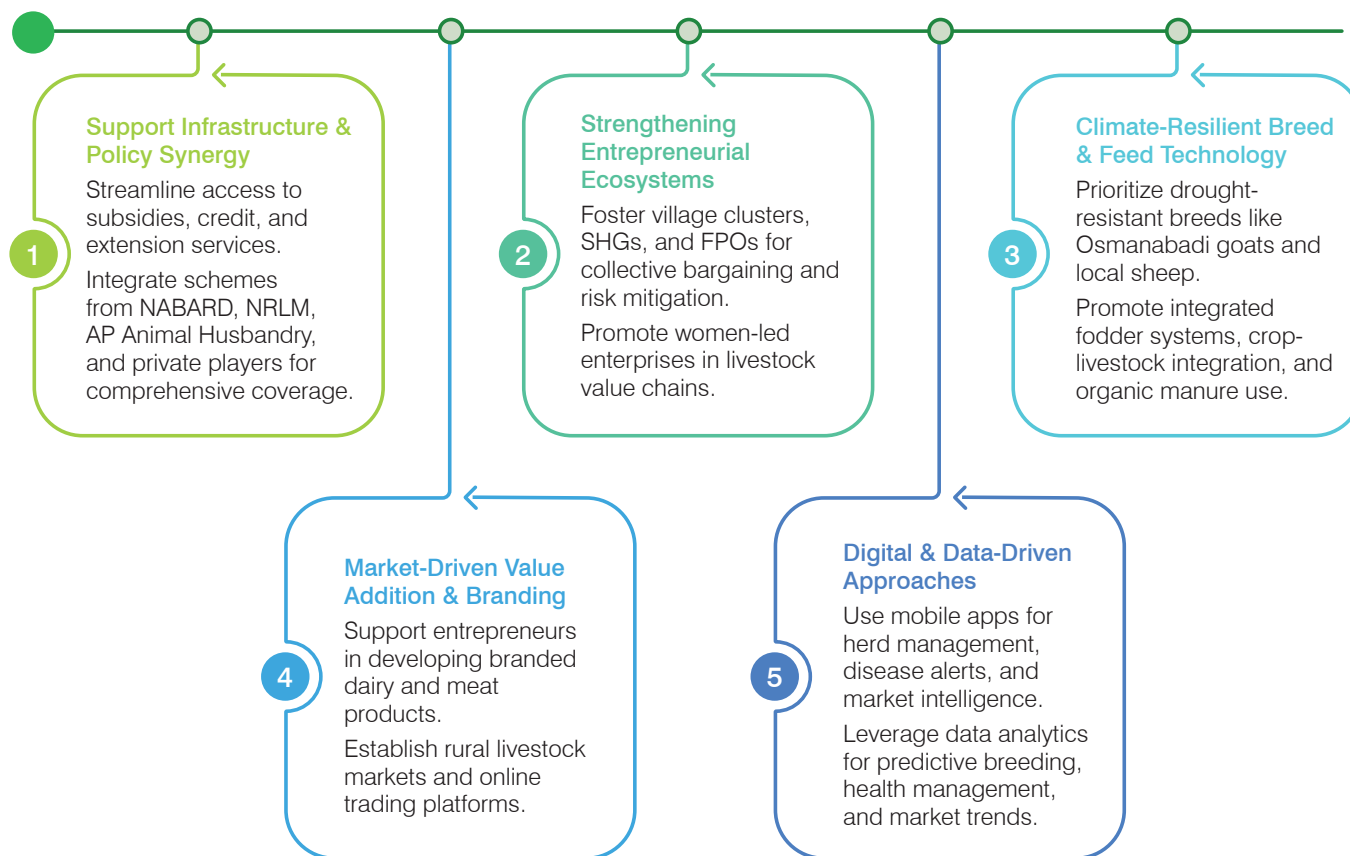 1
Support Infrastructure &
Policy Synergy
Streamline access to
subsidies, credit, and
extension services.
Integrate schemes
from NABARD, NRLM,
AP Animal Husbandry,
and private players for
comprehensive coverage.
2
Strengthening
Entrepreneurial
Ecosystems
Foster village clusters,
SHGs, and FPOs for
collective bargaining and
risk mitigation.
Promote women-led
enterprises in livestock
value chains.
3
Climate-Resilient Breed
& Feed Technology
Prioritize drought-
resistant breeds like
Osmanabadi goats and
local sheep.
Promote integrated
fodder systems, crop-
livestock integration, and
organic manure use.
4
Market-Driven Value
Addition & Branding
Support entrepreneurs
in developing branded
dairy and meat
products.
Establish rural livestock
markets and online
trading platforms.
5
Digital & Data-Driven
Approaches
Use mobile apps for
herd management,
disease alerts, and
market intelligence.
Leverage data analytics
for predictive breeding,
health management,
and market trends.